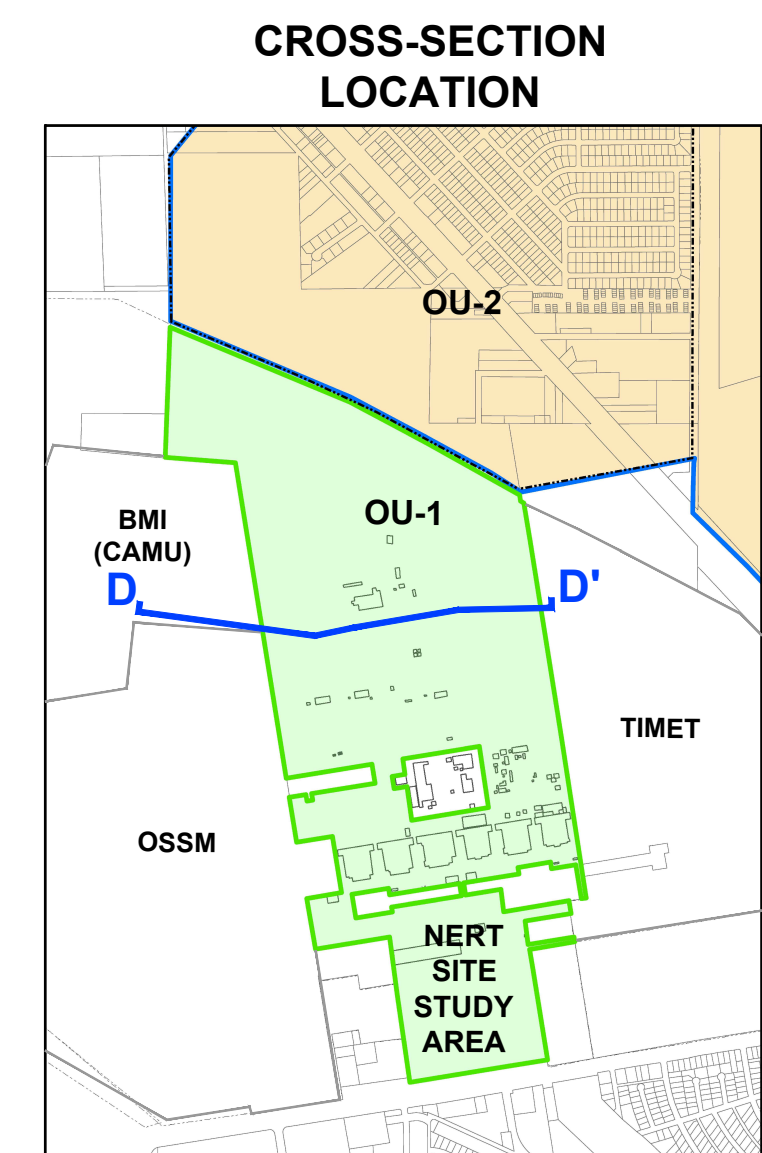 CROSS-SECTION
LOCATION
OU-2
OU-1
BMI
(CAMU)
D
D'
TIMET
OSSM
NERT
SITE
STUDY
AREA